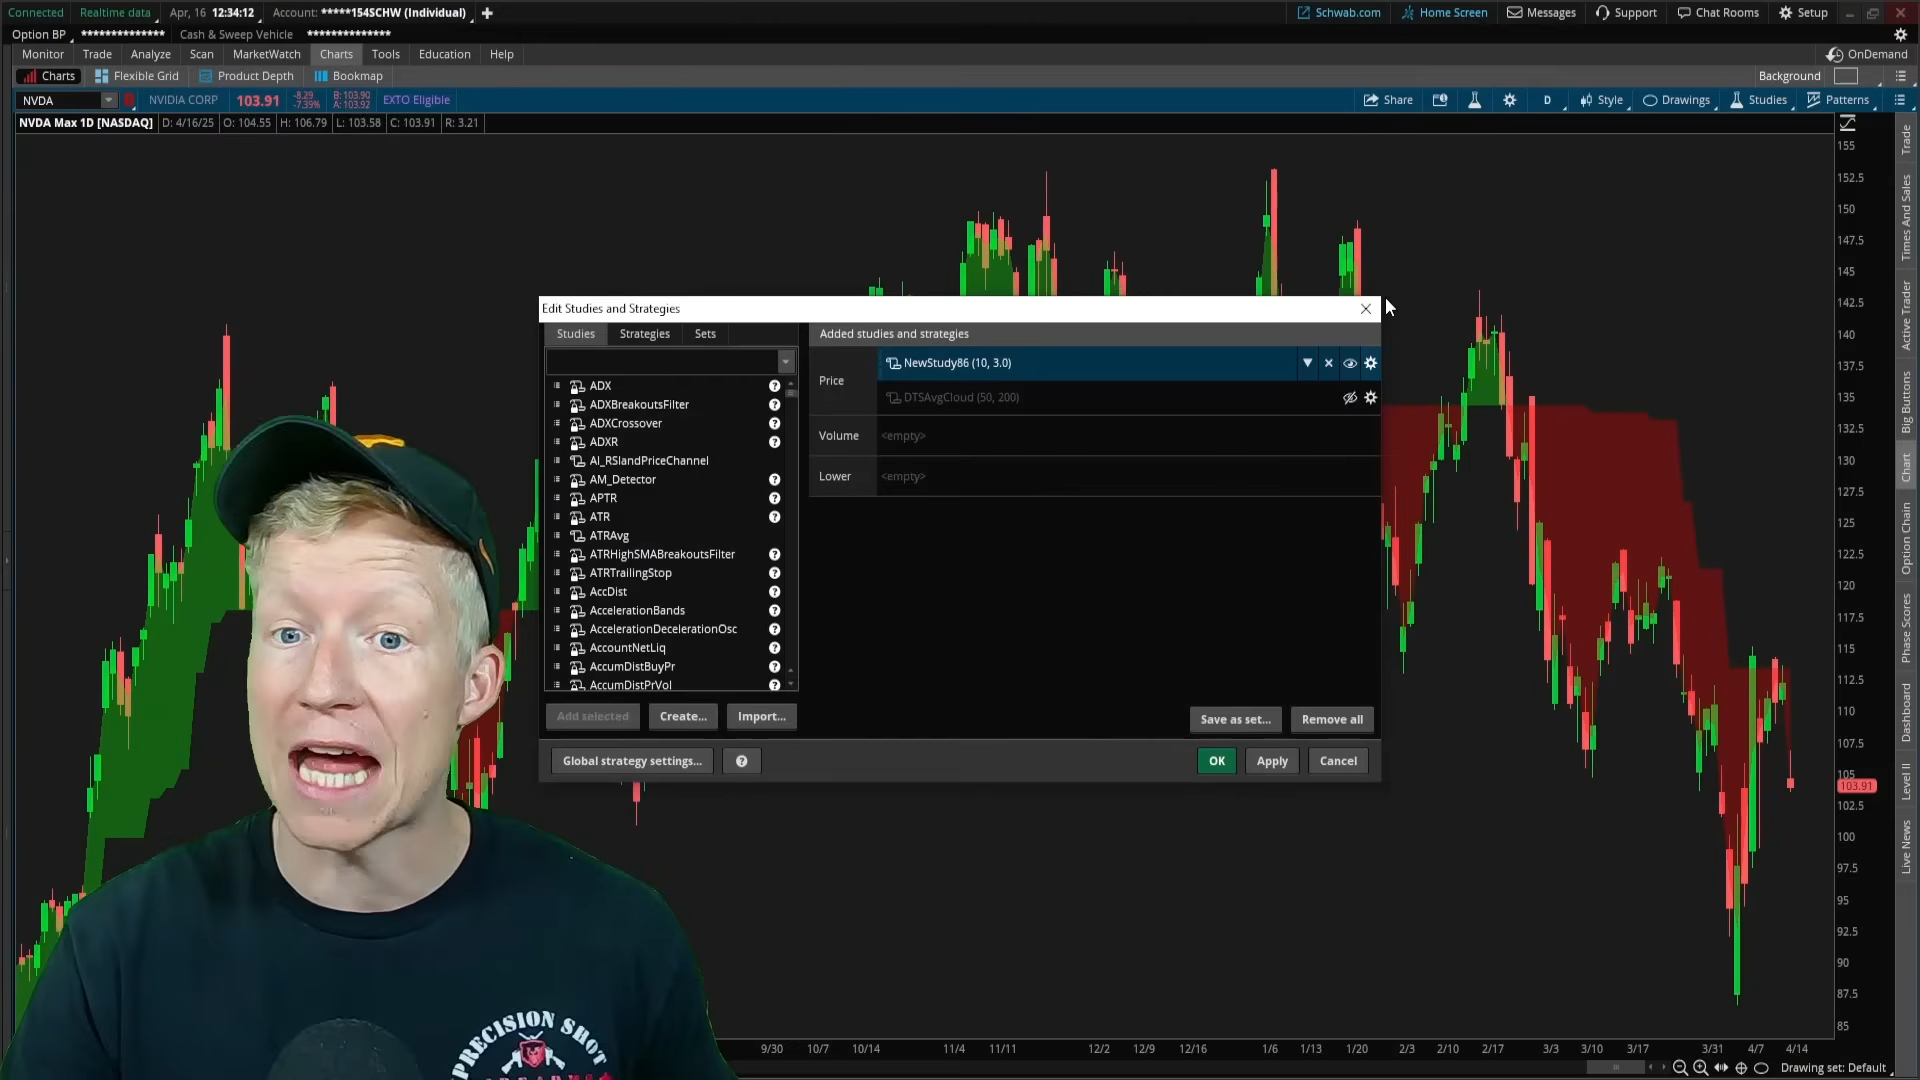 Connected Realtime data Apr, 16 12:34:12 Account: *****154SCHW (Individual)
Schwab.com Home Screen Messages Support Chat Rooms Setup
Option BP ************** Cash & Sweep Vehicle **************
Monitor Trade Analyze Scan MarketWatch Charts Tools Education Help OnDemand
Charts Flexible Grid Product Depth Bookmap Background
NVDA NVIDIA CORP 103.91 -8.29 -7.39% B: 103.90 A: 103.92 EXTO Eligible Share D Style Drawings Studies Patterns
NVDA Max 1D [NASDAQ] D: 4/16/25 O: 104.55 H: 106.79 L: 103.58 C: 103.91 R: 3.21
Edit Studies and Strategies
Studies Strategies Sets
ADX
ADXBreakoutsFilter
ADXCrossover
ADXR
AI_RSIandPriceChannel
AM_Detector
APTR
ATR
ATRAvg
ATRHighSMABreakoutsFilter
ATRTrailingStop
AccDist
AccelerationBands
AccelerationDecelerationOsc
AccountNetLiq
AccumDistBuyPr
AccumDistPrVol
Add selected Create... Import...
Added studies and strategies
Price
NewStudy86 (10, 3.0)
DTSAvgCloud (50, 200)
Volume <empty>
Lower <empty>
Save as set... Remove all
Global strategy settings... ? OK Apply Cancel
155
152.5
150
147.5
145
142.5
140
137.5
135
132.5
130
127.5
125
122.5
120
117.5
115
112.5
110
107.5
105
103.91
102.5
100
97.5
95
92.5
90
87.5
85
Trade
Times And Sales
Active Trader
Big Buttons
Chart
Option Chain
Phase Scores
Dashboard
Level II
Live News
9/30 10/7 10/14 11/4 11/11 12/2 12/9 12/16 1/6 1/13 1/20 2/3 2/10 2/17 3/3 3/10 3/17 3/31 4/7 4/14
Drawing set: Default
PRECISION SHOT